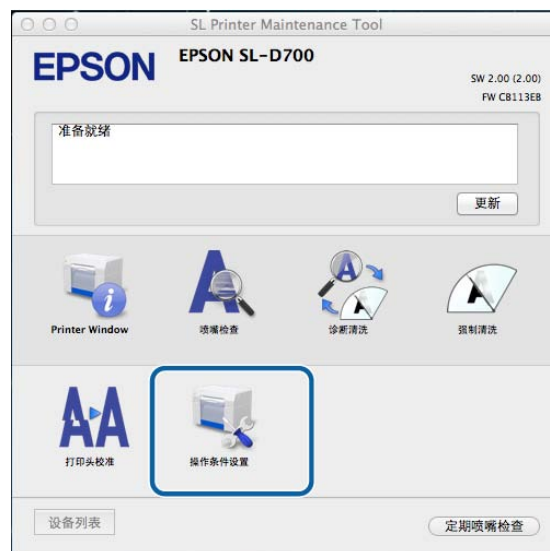 SL Printer Maintenance Tool
EPSON
EPSON SL-D700
SW 2.00 (2.00)
FW CB113EB
准备就绪
更新
Printer Window
喷嘴检查
诊断清洗
强制清洗
打印头校准
操作条件设置
设备列表
定期喷嘴检查